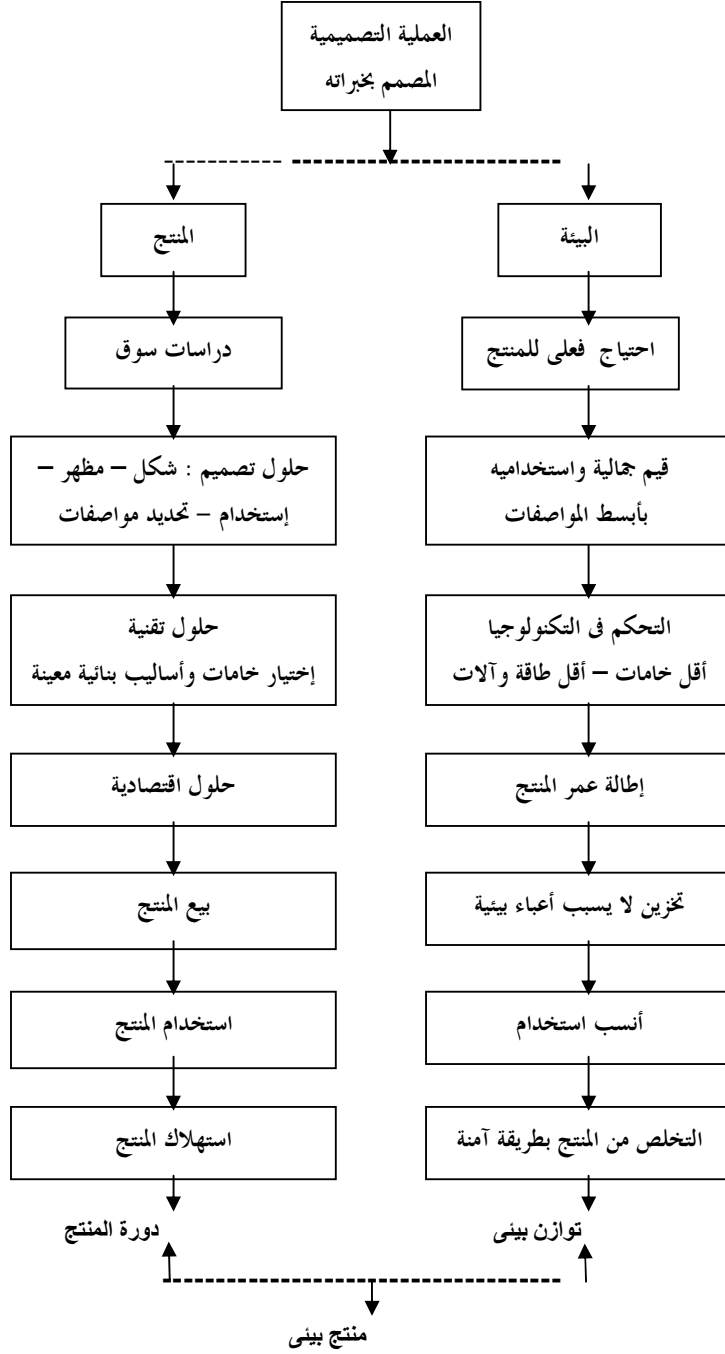 العملية التصميمية
المصمم بخبراته
البيئة
المنتج
احتياج فعلى للمنتج
دراسات سوق
قيم جمالية واستخداميه
بأبسط المواصفات
حلول تصميم : شكل – مظهر –
إستخدام – تحديد مواصفات
التحكم فى التكنولوجيا
أقل خامات – أقل طاقة وآلات
حلول تقنية
إختيار خامات وأساليب بنائية معينة
إطالة عمر المنتج
حلول اقتصادية
تخزين لا يسبب أعباء بيئية
بيع المنتج
أنسب استخدام
استخدام المنتج
التخلص من المنتج بطريقة آمنة
استهلاك المنتج
توازن بيئى
دورة المنتج
منتج بيئى